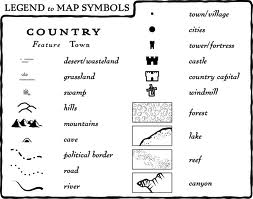 LEGEND to MAP SYMBOLS
COUNTRY
Feature Town
desert/wasteland
grassland
swamp
hills
mountains
cave
political border
road
river
town/village
cities
tower/fortress
castle
country capital
windmill
forest
lake
reef
canyon